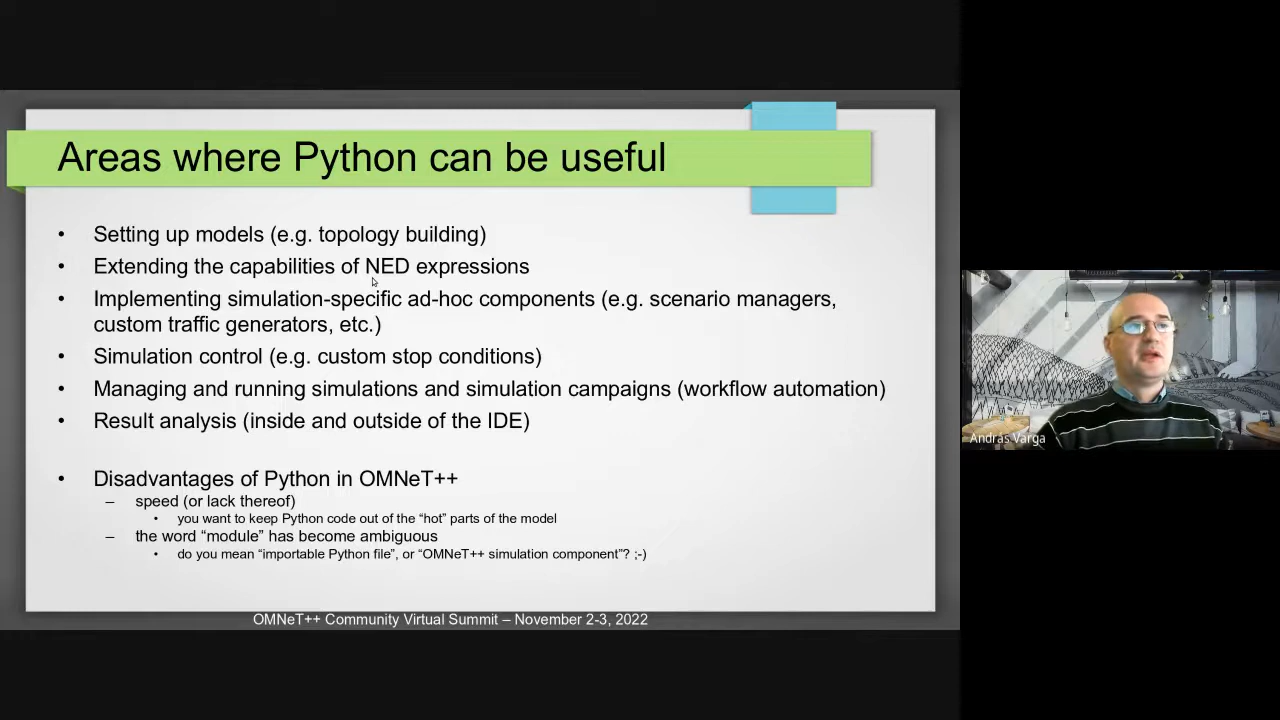 Areas where Python can be useful
• Setting up models (e.g. topology building)
• Extending the capabilities of NED expressions
• Implementing simulation-specific ad-hoc components (e.g. scenario managers,
custom traffic generators, etc.)
• Simulation control (e.g. custom stop conditions)
• Managing and running simulations and simulation campaigns (workflow automation)
• Result analysis (inside and outside of the IDE)
• Disadvantages of Python in OMNeT++
– speed (or lack thereof)
• you want to keep Python code out of the “hot” parts of the model
– the word “module” has become ambiguous
• do you mean “importable Python file”, or “OMNeT++ simulation component”? ;-)
OMNeT++ Community Virtual Summit – November 2-3, 2022
András Varga